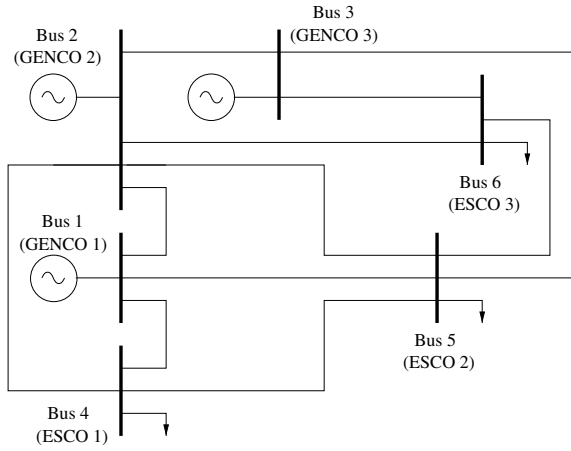 Bus 3
(GENCO 3)
Bus 2
(GENCO 2)
Bus 6
(ESCO 3)
Bus 1
(GENCO 1)
Bus 5
(ESCO 2)
Bus 4
(ESCO 1)